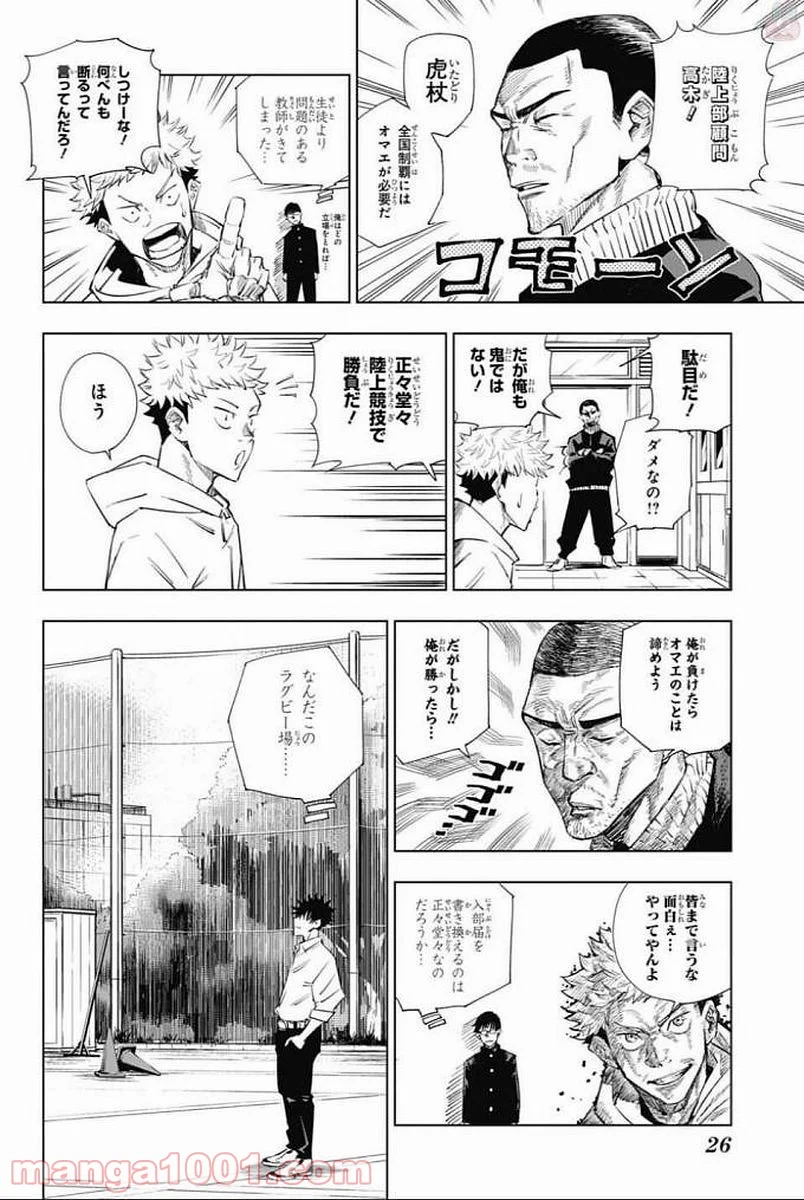 陸上部顧問
高木！
虎杖
全国制覇には
オマエが必要だ
コモーン
生徒より
問題のある
教師がきて
しまった…
俺はどの
立場をとれば…
しつけーな！
何べんも
断るって
言ってんだろ！
駄目だ！
ダメなの!?
だが俺も
鬼では
ない！
正々堂々
陸上競技で
勝負だ！
ほう
俺が負けたら
オマエのことは
諦めよう
だがしかし!!
俺が勝ったら…
ゴゴゴ
皆まで言うな
面白ぇ…
やってやんよ
入部届を
書き換えるのは
正々堂々なの
だろうか…
なんだこの
ラグビー場……
26
manga1001.com